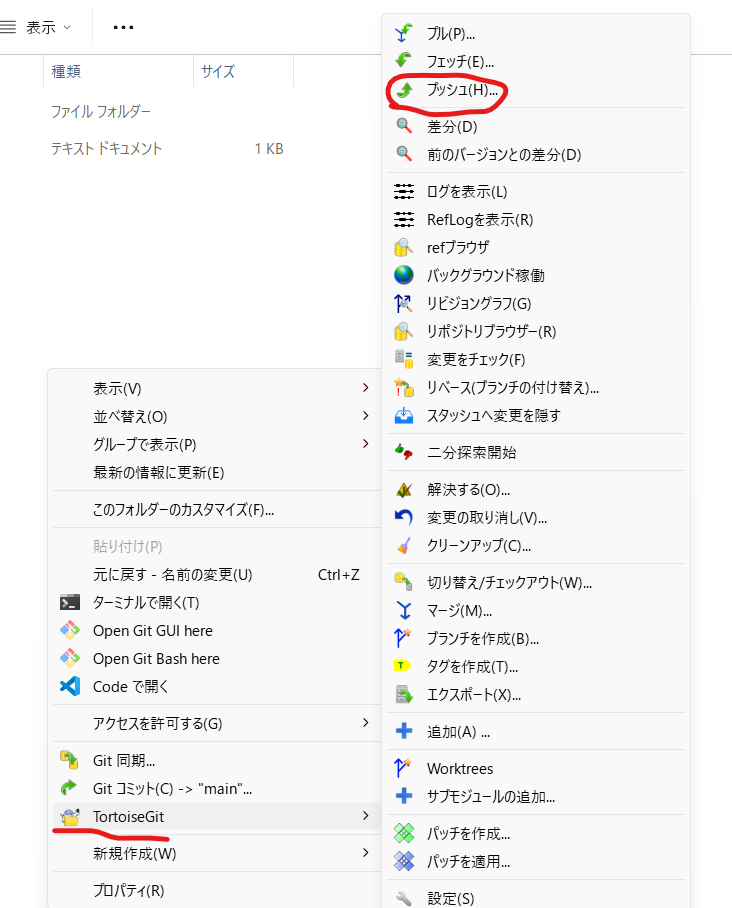 表示
種類
サイズ
ファイル フォルダー
テキスト ドキュメント
1 KB
表示(V)
並べ替え(O)
グループで表示(P)
最新の情報に更新(E)
このフォルダーのカスタマイズ(F)...
貼り付け(P)
元に戻す - 名前の変更(U) Ctrl+Z
ターミナルで開く(T)
Open Git GUI here
Open Git Bash here
Code で開く
アクセスを許可する(G)
Git 同期...
Git コミット(C) -> "main"...
TortoiseGit
新規作成(W)
プロパティ(R)
プル(P)...
フェッチ(E)...
プッシュ(H)...
差分(D)
前のバージョンとの差分(D)
ログを表示(L)
RefLogを表示(R)
refブラウザ
バックグラウンド稼働
リビジョングラフ(G)
リポジトリブラウザー(R)
変更をチェック(F)
リベース(ブランチの付け替え)...
スタッシュへ変更を隠す
二分探索開始
解決する(O)...
変更の取り消し(V)...
クリーンアップ(C)...
切り替え/チェックアウト(W)...
マージ(M)...
ブランチを作成(B)...
タグを作成(T)...
エクスポート(X)...
追加(A) ...
Worktrees
サブモジュールの追加...
パッチを作成...
パッチを適用...
設定(S)